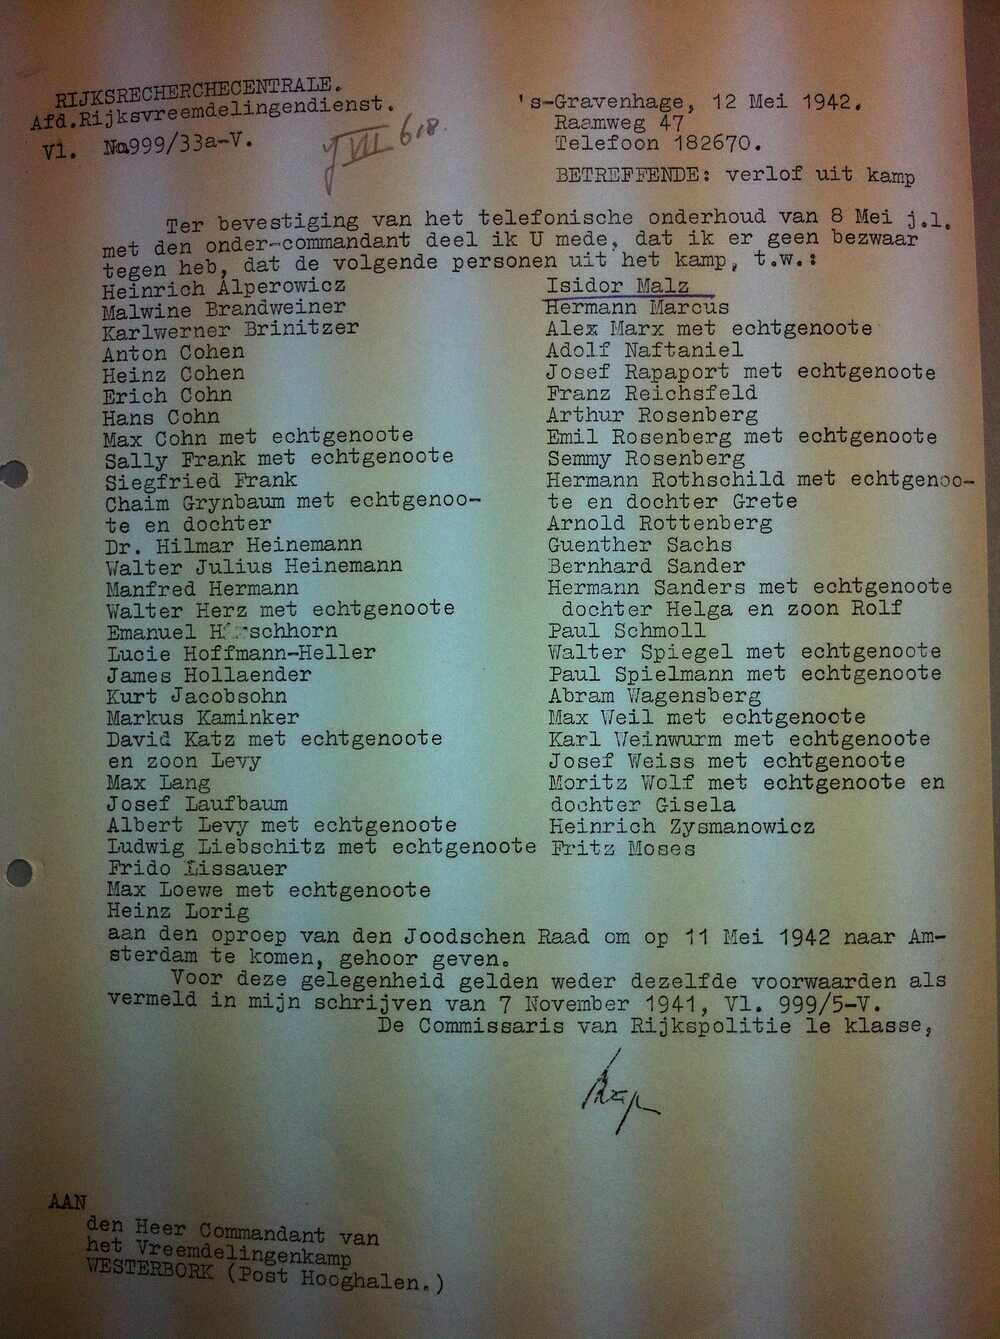 RIJKSRECHERCHECENTRALE.
Afd.Rijksvreemdelingendienst.
Vl. No999/33a-V.
VII 618.
's-Gravenhage, 12 Mei 1942.
Raamweg 47
Telefoon 182670.
BETREFFENDE: verlof uit kamp
Ter bevestiging van het telefonische onderhoud van 8 Mei j.l.
met den onder-commandant deel ik U mede, dat ik er geen bezwaar
tegen heb, dat de volgende personen uit het kamp, t.w.:
Heinrich Alperowicz
Malwine Brandweiner
Karlwerner Brinitzer
Anton Cohen
Heinz Cohen
Erich Cohn
Hans Cohn
Max Cohn met echtgenoote
Sally Frank met echtgenoote
Siegfried Frank
Chaim Grynbaum met echtgenoo-
te en dochter
Dr. Hilmar Heinemann
Walter Julius Heinemann
Manfred Hermann
Walter Herz met echtgenoote
Emanuel Hirschhorn
Lucie Hoffmann-Heller
James Hollaender
Kurt Jacobsohn
Markus Kaminker
David Katz met echtgenoote
en zoon Levy
Max Lang
Josef Laufbaum
Albert Levy met echtgenoote
Ludwig Liebschitz met echtgenoote
Frido Lissauer
Max Loewe met echtgenoote
Heinz Lorig
Isidor Malz
Hermann Marcus
Alex Marx met echtgenoote
Adolf Naftaniel
Josef Rapaport met echtgenoote
Franz Reichsfeld
Arthur Rosenberg
Emil Rosenberg met echtgenoote
Semmy Rosenberg
Hermann Rothschild met echtgenoo-
te en dochter Grete
Arnold Rottenberg
Guenther Sachs
Bernhard Sander
Hermann Sanders met echtgenoote
dochter Helga en zoon Rolf
Paul Schmoll
Walter Spiegel met echtgenoote
Paul Spielmann met echtgenoote
Abram Wagensberg
Max Weil met echtgenoote
Karl Weinwurm met echtgenoote
Josef Weiss met echtgenoote
Moritz Wolf met echtgenoote en
dochter Gisela
Heinrich Zysmanowicz
Fritz Moses
aan den oproep van den Joodschen Raad om op 11 Mei 1942 naar Am-
sterdam te komen, gehoor geven.
Voor deze gelegenheid gelden weder dezelfde voorwaarden als
vermeld in mijn schrijven van 7 November 1941, Vl. 999/5-V.
De Commissaris van Rijkspolitie 1e klasse,
AAN
den Heer Commandant van
het Vreemdelingenkamp
WESTERBORK (Post Hooghalen.)